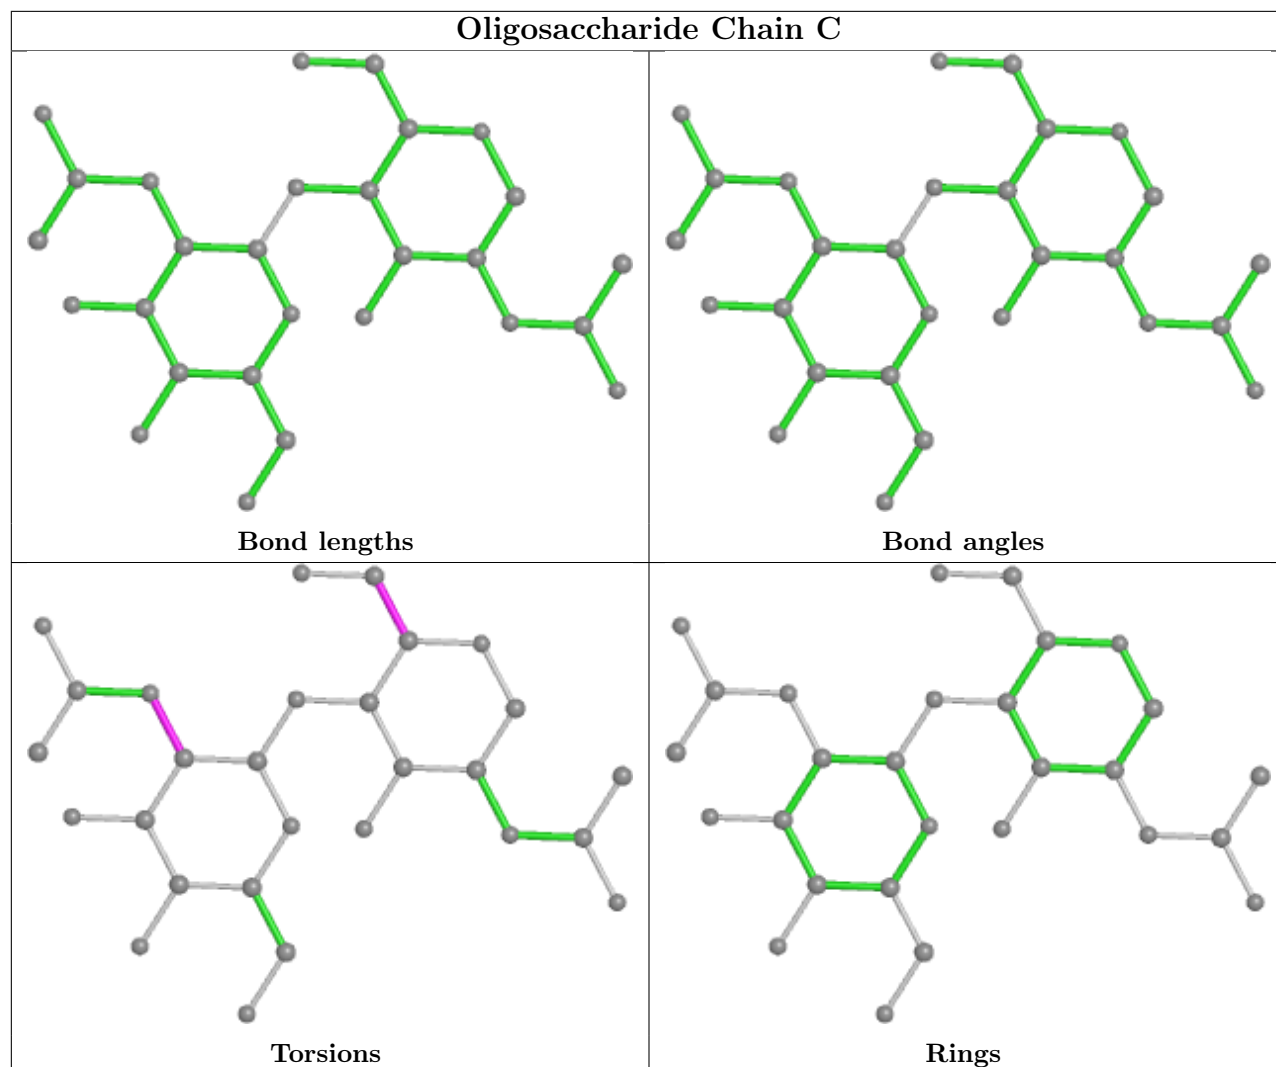 Oligosaccharide Chain C
Bond lengths
Bond angles
Torsions
Rings